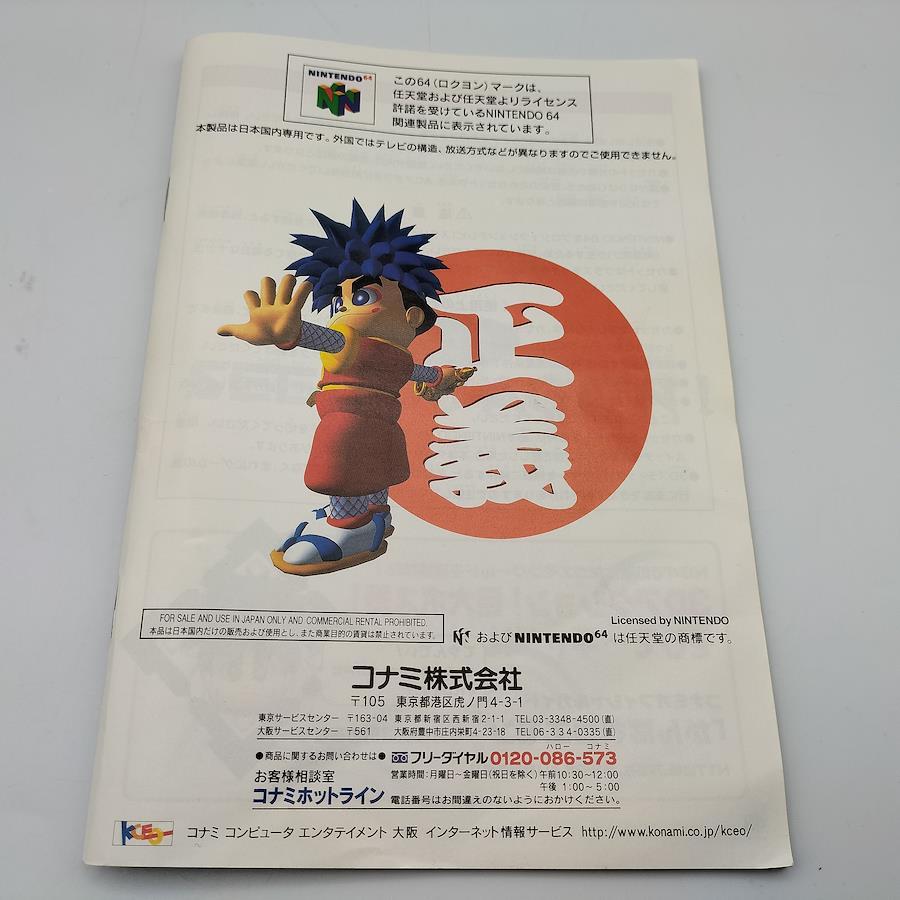 NINTENDO 64
この64（ロクヨン）マークは、
任天堂および任天堂よりライセンス
許諾を受けているNINTENDO 64
関連製品に表示されています。
本製品は日本国内専用です。外国ではテレビの構造、放送方式などが異なりますのでご使用できません。
正義
FOR SALE AND USE IN JAPAN ONLY AND COMMERCIAL RENTAL PROHIBITED.
本品は日本国内だけの販売および使用とし、また商業目的の賃貸は禁止されています。
Licensed by NINTENDO
および NINTENDO64 は任天堂の商標です。
コナミ株式会社
〒105 東京都港区虎ノ門4-3-1
東京サービスセンター 〒163-04 東京都新宿区西新宿2-1-1 TEL 03-3348-4500(直)
大阪サービスセンター 〒561 大阪府豊中市庄内栄町4-23-18 TEL 06-334-0335(直)
ハロー コナミ
●商品に関するお問い合わせは● フリーダイヤル 0120-086-573
お客様相談室
コナミホットライン
営業時間：月曜日～金曜日(祝日を除く)午前10：30～12：00
午後 1：00～5：00
電話番号はお間違えのないようにおかけください。
KCEO
コナミ コンピュータ エンタテイメント 大阪 インターネット情報サービス http://www.konami.co.jp/kceo/